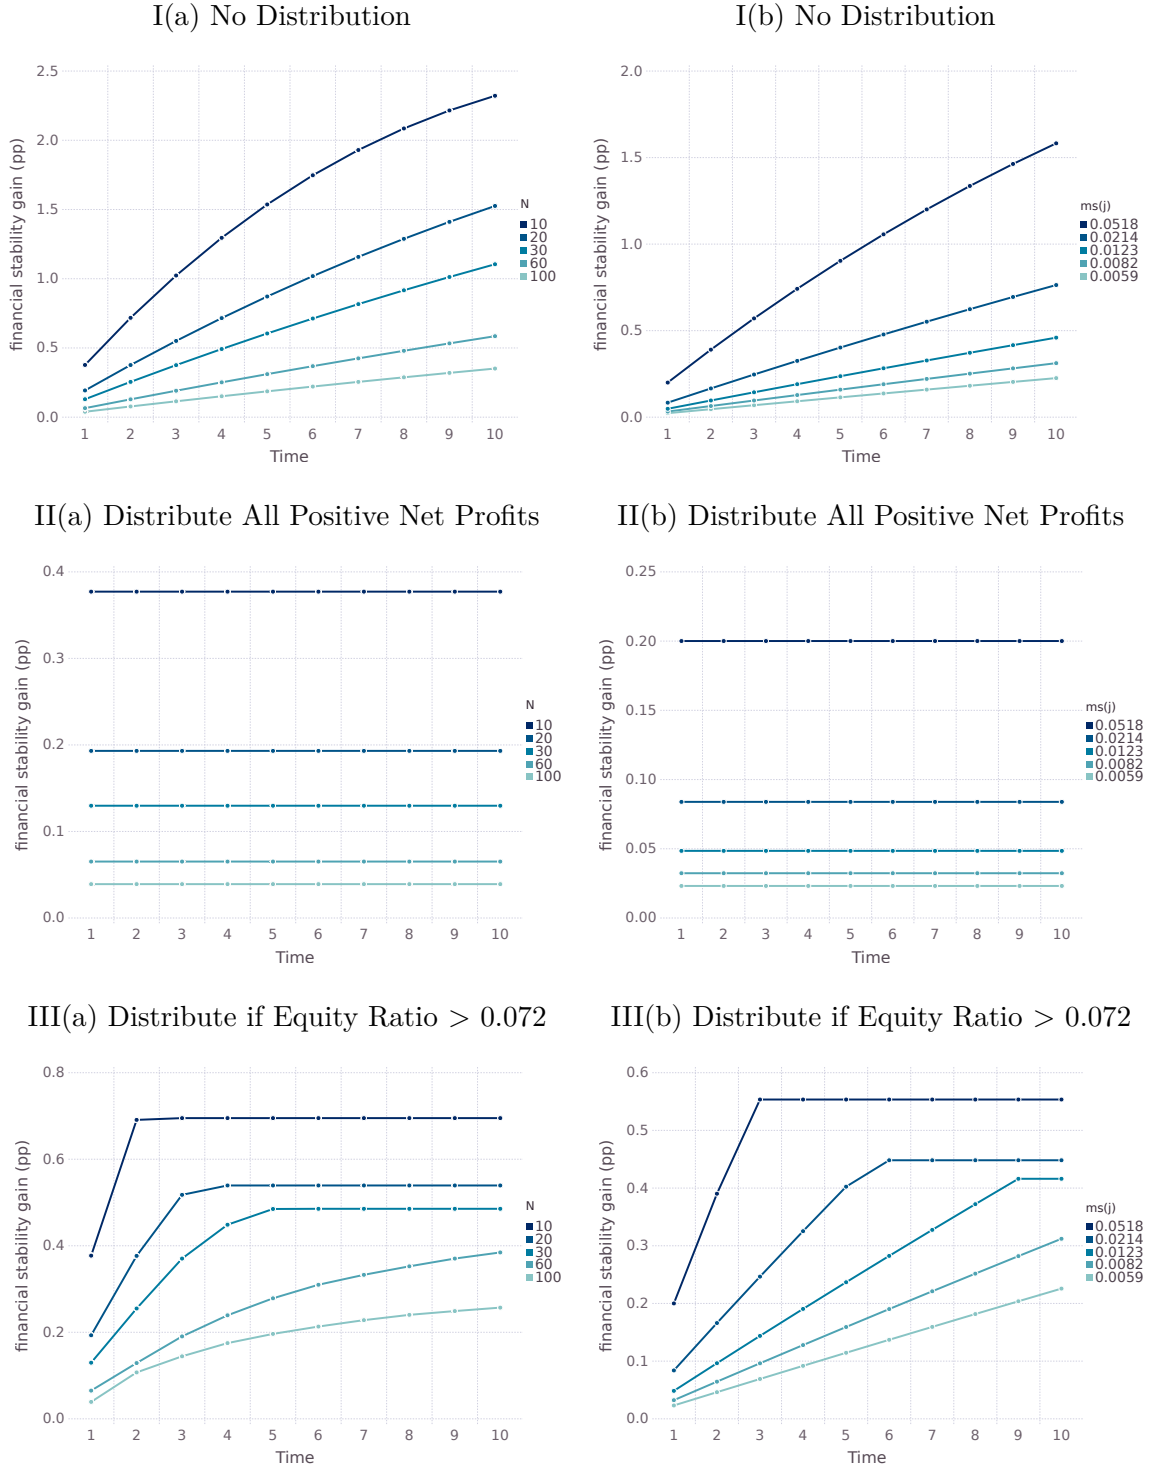 I(a) No Distribution
2.5
2.0
1.5
1.0
0.5
0.0
financial stability gain (pp)
1 2 3 4 5 6 7 8 9 10
Time
N
10
20
30
60
100
I(b) No Distribution
2.0
1.5
1.0
0.5
0.0
financial stability gain (pp)
1 2 3 4 5 6 7 8 9 10
Time
ms(j)
0.0518
0.0214
0.0123
0.0082
0.0059
II(a) Distribute All Positive Net Profits
0.4
0.3
0.2
0.1
0.0
financial stability gain (pp)
1 2 3 4 5 6 7 8 9 10
Time
N
10
20
30
60
100
II(b) Distribute All Positive Net Profits
0.25
0.20
0.15
0.10
0.05
0.00
financial stability gain (pp)
1 2 3 4 5 6 7 8 9 10
Time
ms(j)
0.0518
0.0214
0.0123
0.0082
0.0059
III(a) Distribute if Equity Ratio > 0.072
0.8
0.6
0.4
0.2
0.0
financial stability gain (pp)
1 2 3 4 5 6 7 8 9 10
Time
N
10
20
30
60
100
III(b) Distribute if Equity Ratio > 0.072
0.6
0.5
0.4
0.3
0.2
0.1
0.0
financial stability gain (pp)
1 2 3 4 5 6 7 8 9 10
Time
ms(j)
0.0518
0.0214
0.0123
0.0082
0.0059